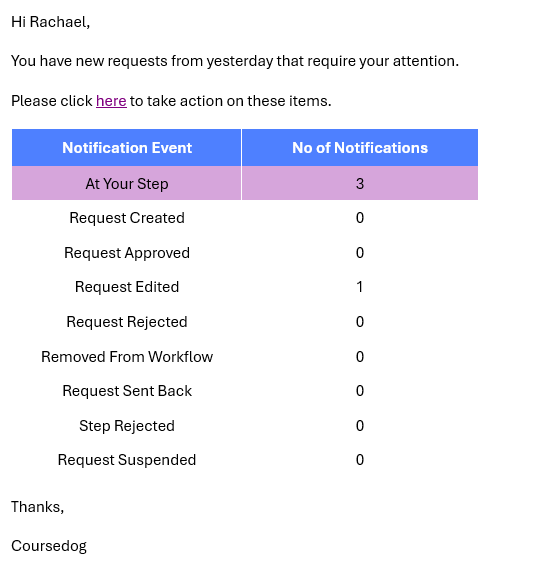 Hi Rachael,
You have new requests from yesterday that require your attention.
Please click here to take action on these items.
Notification Event No of Notifications
At Your Step 3
Request Created 0
Request Approved 0
Request Edited 1
Request Rejected 0
Removed From Workflow 0
Request Sent Back 0
Step Rejected 0
Request Suspended 0
Thanks,
Coursedog